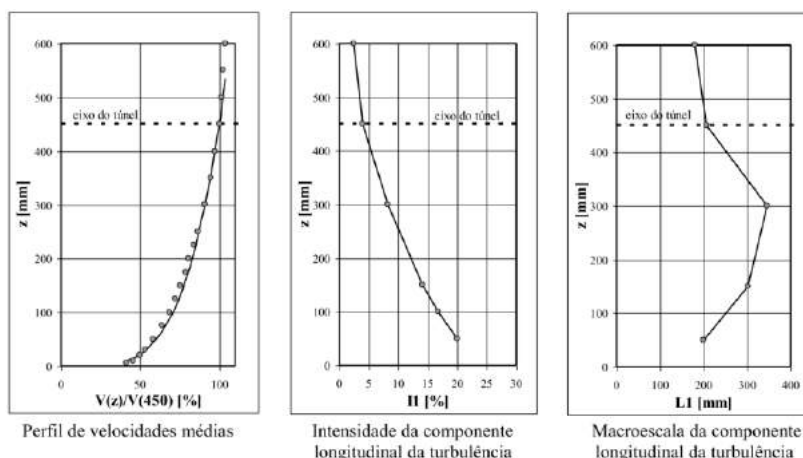 600
500
400
300
200
100
0
z [mm]
eixo do túnel
0
50
100
V(z)/V(450) [%]
Perfil de velocidades médias
600
500
400
300
200
100
0
z [mm]
eixo do túnel
0
5
10
15
20
25
30
I1 [%]
Intensidade da componente
longitudinal da turbulência
600
500
400
300
200
100
0
z [mm]
eixo do túnel
0
100
200
300
400
L1 [mm]
Macroescala da componente
longitudinal da turbulência